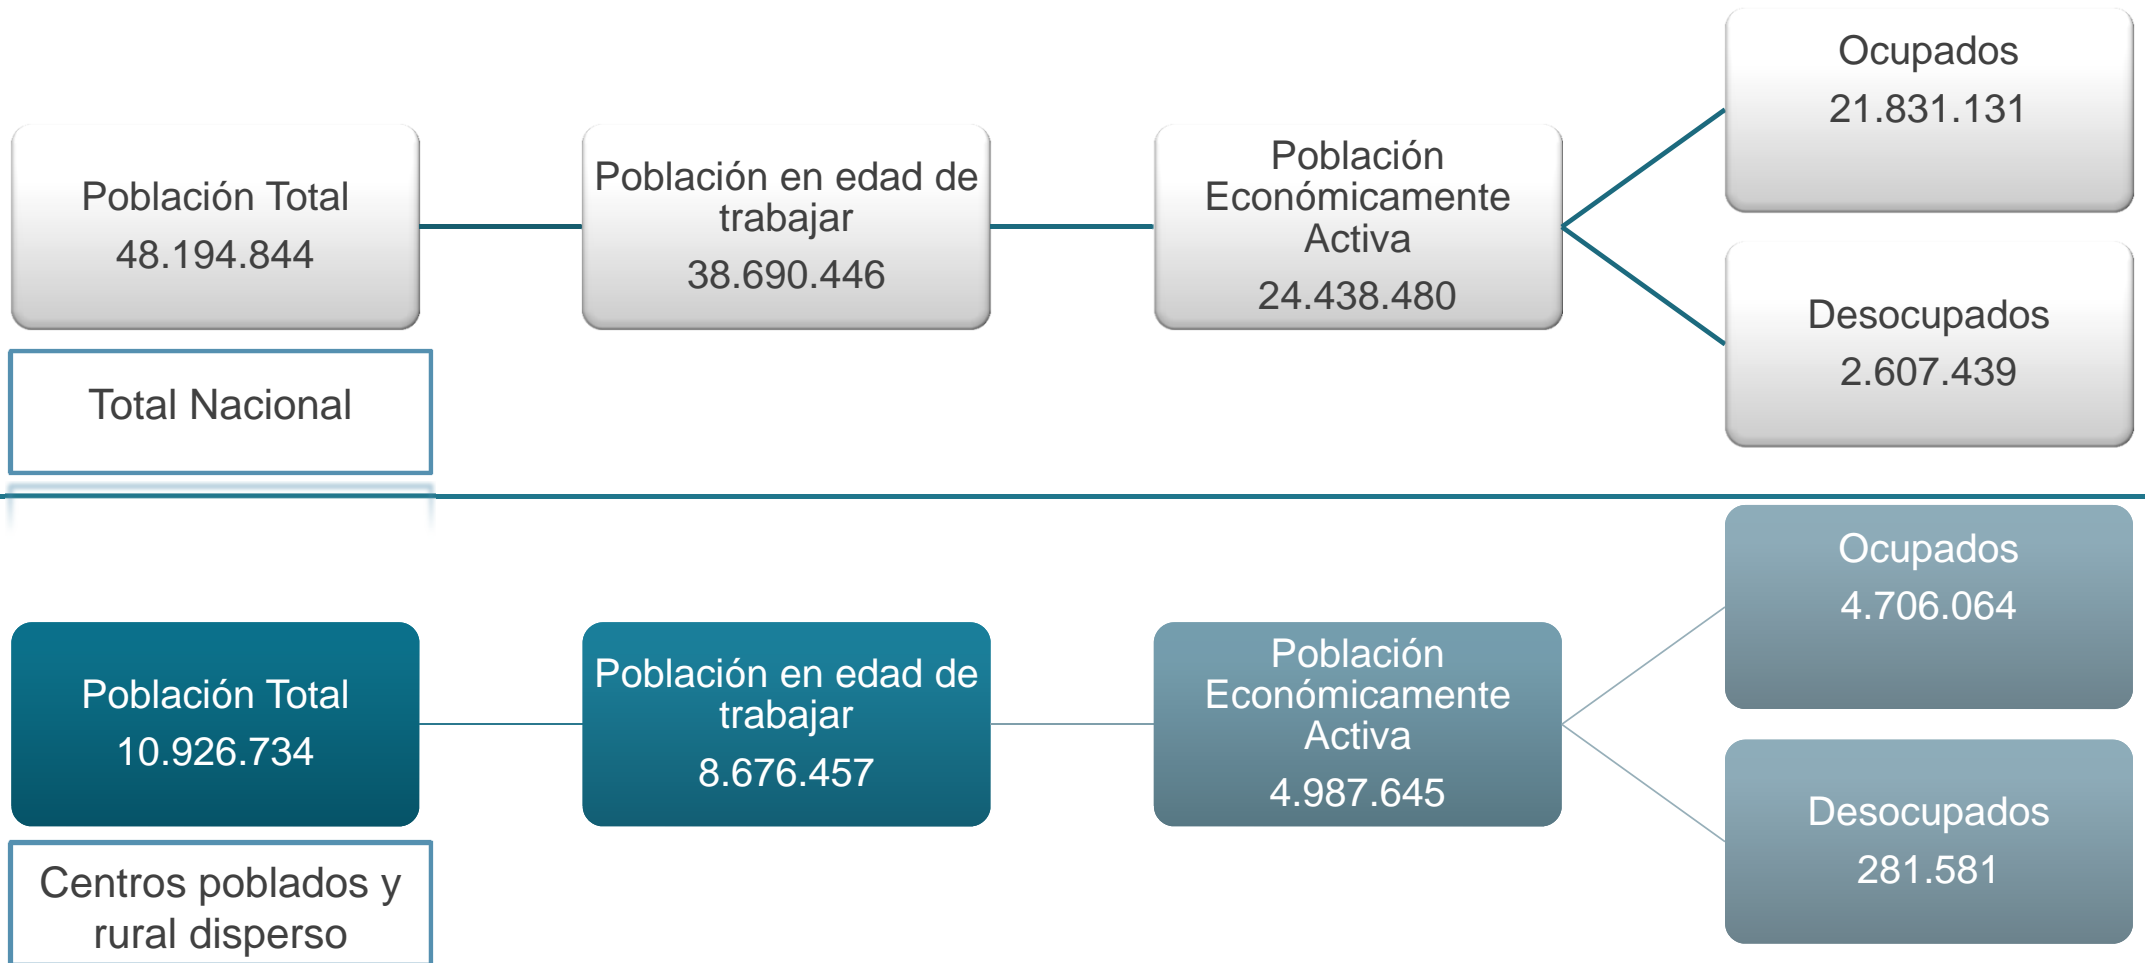 Población Total
48.194.844
Población en edad de
trabajar
38.690.446
Población
Económicamente
Activa
24.438.480
Ocupados
21.831.131
Desocupados
2.607.439
Total Nacional
Población Total
10.926.734
Población en edad de
trabajar
8.676.457
Población
Económicamente
Activa
4.987.645
Ocupados
4.706.064
Desocupados
281.581
Centros poblados y
rural disperso